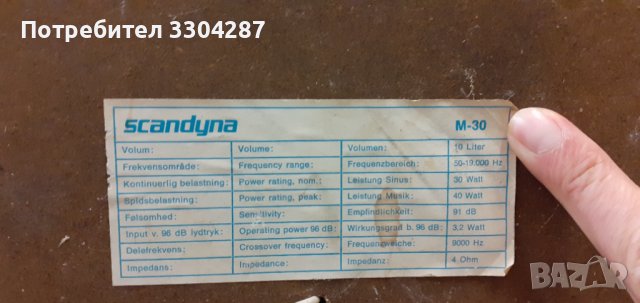 Потребител 3304287
scandyna M-30
Volum: Volume: Volumen: 10 Liter
Frekvensområde: Frequency range: Frequenzbereich: 50-19.000 Hz
Kontinuerlig belastning: Power rating, nom.: Leistung Sinus: 30 Watt
Spidsbelastning: Power rating, peak: Leistung Musik: 40 Watt
Følsomhed: Sensitivity: Empfindlichkeit: 91 dB
Input v. 96 dB lydtryk: Operating power 96 dB: Wirkungsgrad b. 96 dB: 3,2 Watt
Delefrekvens: Crossover frequency: Frequenzweiche: 9000 Hz
Impedans: Impedance: Impedanz: 4 Ohm
BAZAR
bg